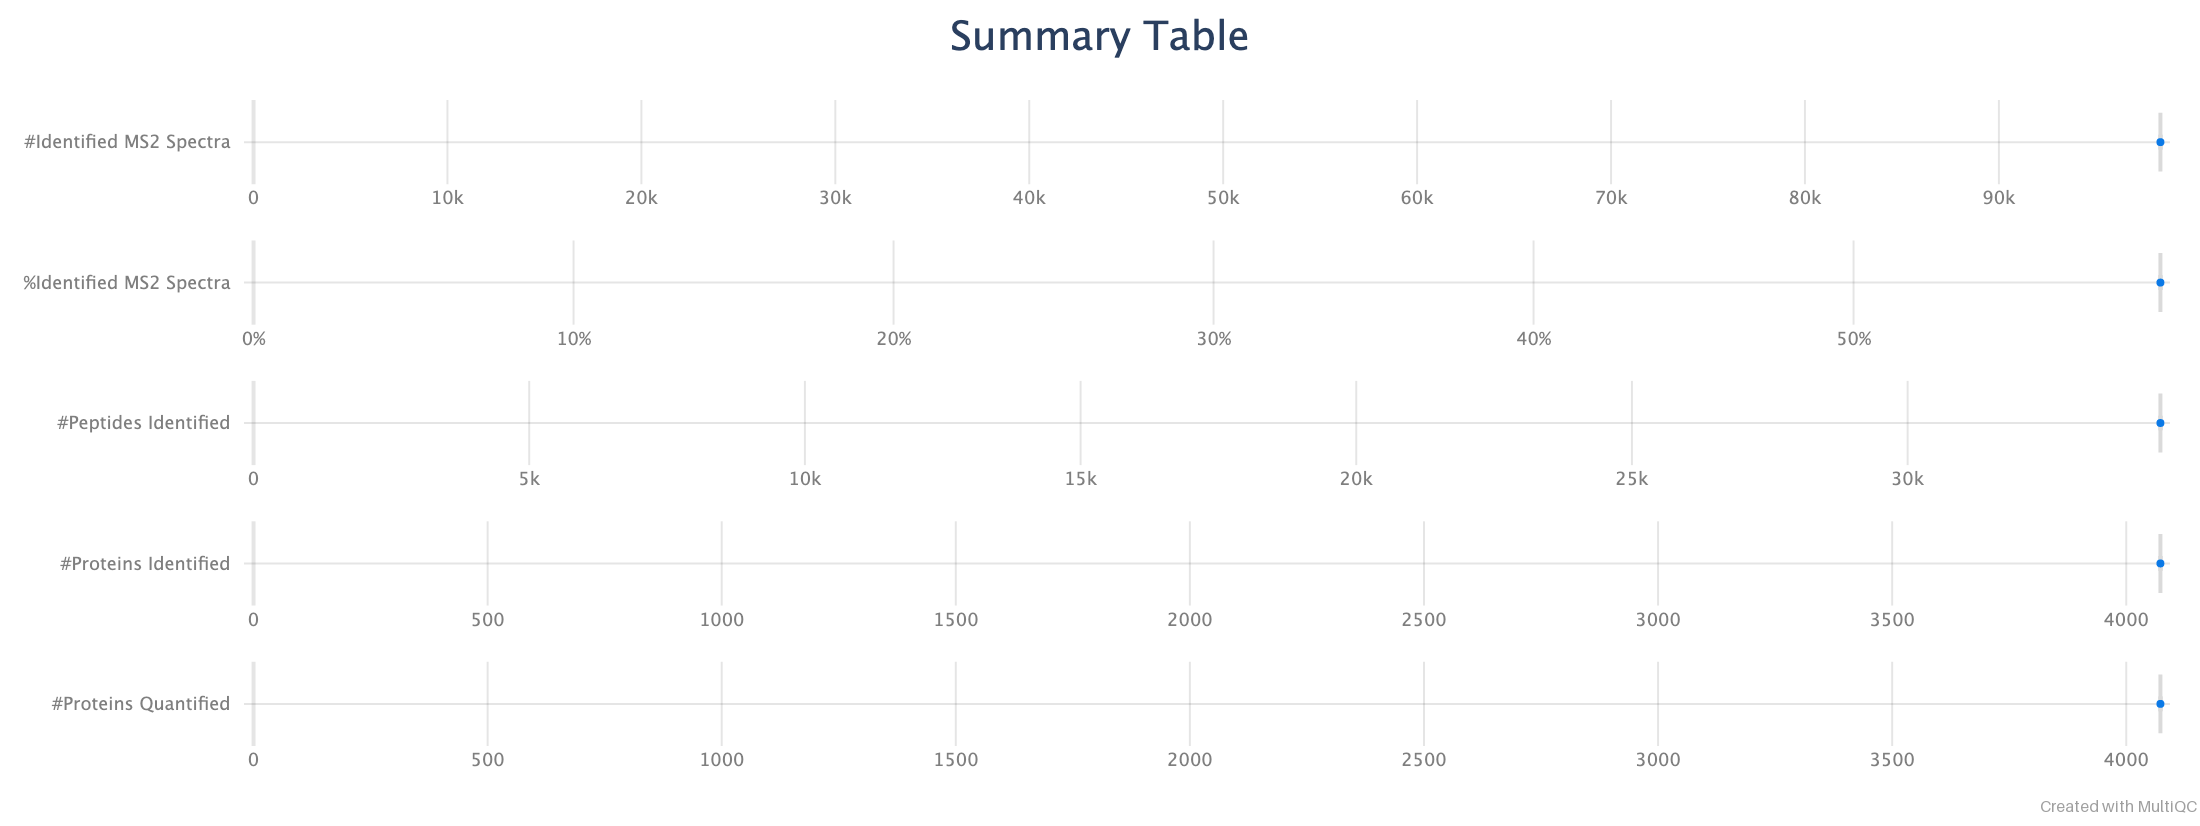 Summary Table
#Identified MS2 Spectra
0 10k 20k 30k 40k 50k 60k 70k 80k 90k
%Identified MS2 Spectra
0% 10% 20% 30% 40% 50%
#Peptides Identified
0 5k 10k 15k 20k 25k 30k
#Proteins Identified
0 500 1000 1500 2000 2500 3000 3500 4000
#Proteins Quantified
0 500 1000 1500 2000 2500 3000 3500 4000
Created with MultiQC